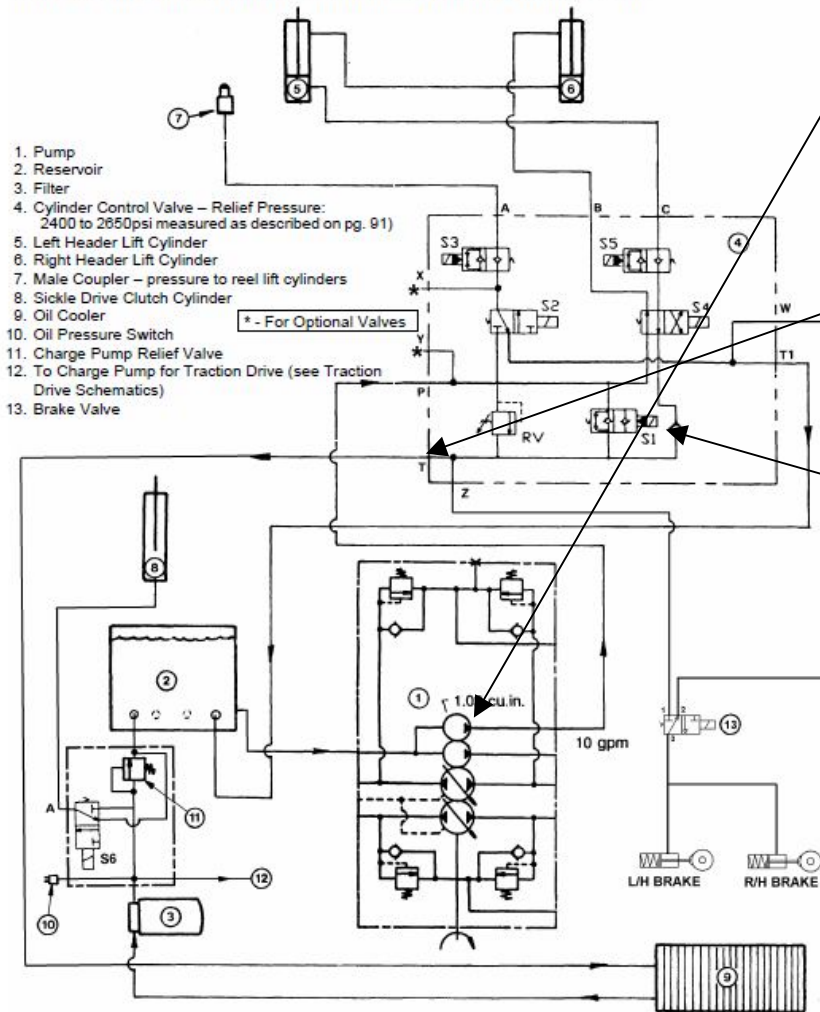 5
6
7
1. Pump
2. Reservoir
3. Filter
4. Cylinder Control Valve – Relief Pressure:
2400 to 2650psi measured as described on pg. 91)
5. Left Header Lift Cylinder
6. Right Header Lift Cylinder
7. Male Coupler – pressure to reel lift cylinders
8. Sickle Drive Clutch Cylinder
9. Oil Cooler
10. Oil Pressure Switch
11. Charge Pump Relief Valve
12. To Charge Pump for Traction Drive (see Traction
Drive Schematics)
13. Brake Valve
* - For Optional Valves
A
B
C
4
S3
S5
X
*
S2
S4
W
Y
*
T1
P
RV
S1
T
Z
8
2
1
cu.in.
10 gpm
1
2
3
13
11
A
S6
12
10
3
L/H BRAKE
R/H BRAKE
9